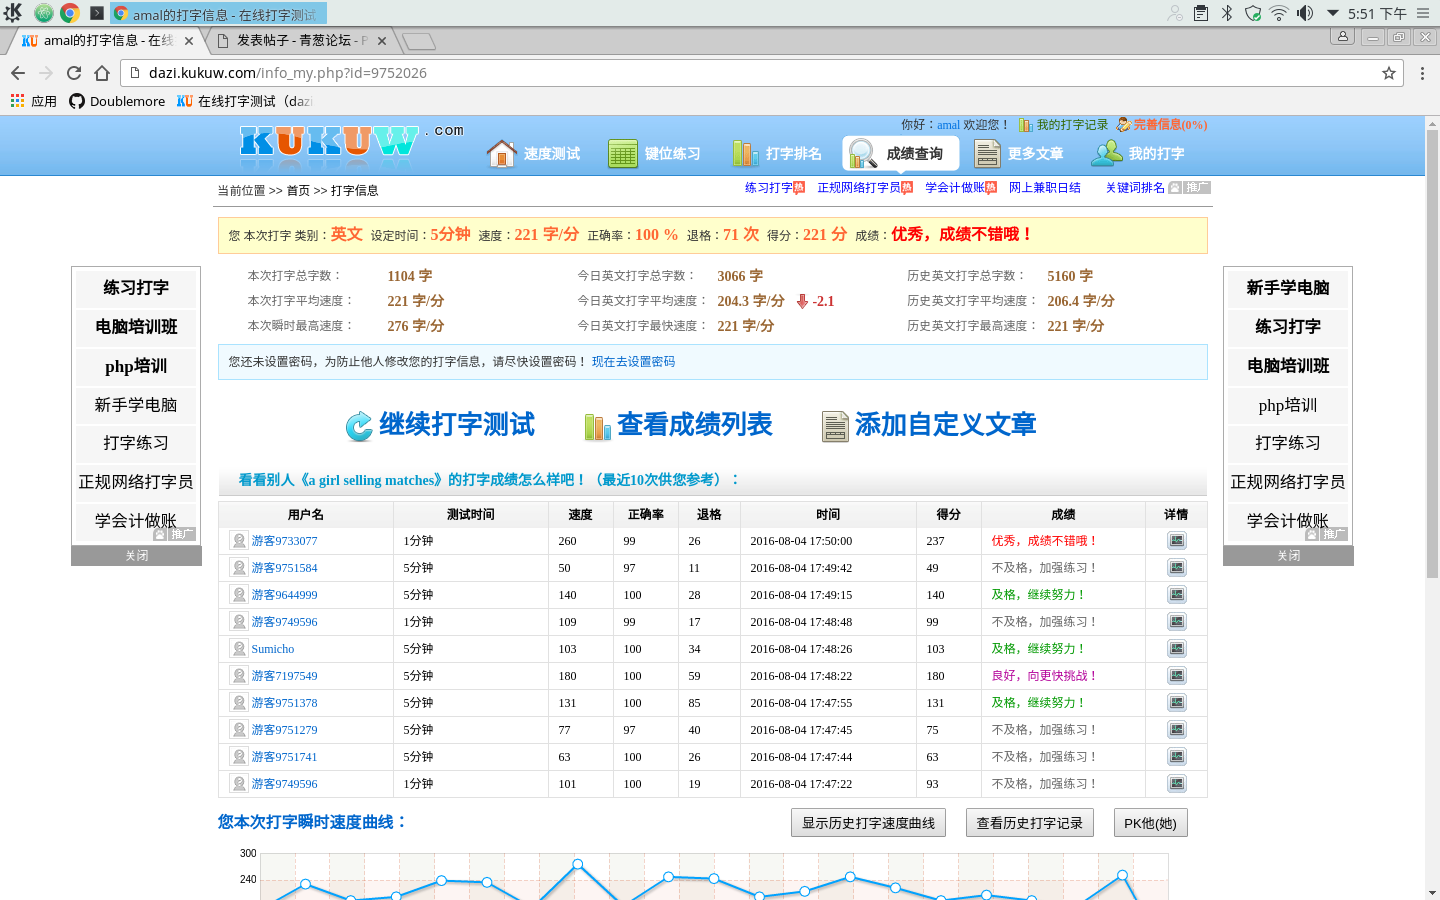 amal的打字信息 - 在线打字测试
5:51 下午
amal的打字信息 - 在线
发表帖子 - 青葱论坛 - P
dazi.kukuw.com/info_my.php?id=9752026
应用 Doublemore 在线打字测试（dazi
KUKUW.com
你好：amal 欢迎您！ 我的打字记录 完善信息(0%)
速度测试 键位练习 打字排名 成绩查询 更多文章 我的打字
当前位置 >> 首页 >> 打字信息
练习打字热 正规网络打字员热 学会计做账热 网上兼职日结 关键词排名 推广
您 本次打字 类别：英文 设定时间：5分钟 速度：221 字/分 正确率：100 % 退格：71 次 得分：221 分 成绩：优秀，成绩不错哦！
本次打字总字数： 1104 字 今日英文打字总字数： 3066 字 历史英文打字总字数： 5160 字
本次打字平均速度： 221 字/分 今日英文打字平均速度： 204.3 字/分 -2.1 历史英文打字平均速度： 206.4 字/分
本次瞬时最高速度： 276 字/分 今日英文打字最快速度： 221 字/分 历史英文打字最高速度： 221 字/分
您还未设置密码，为防止他人修改您的打字信息，请尽快设置密码！ 现在去设置密码
继续打字测试 查看成绩列表 添加自定义文章
练习打字
电脑培训班
php培训
新手学电脑
打字练习
正规网络打字员
学会计做账
推广
关闭
新手学电脑
练习打字
电脑培训班
php培训
打字练习
正规网络打字员
学会计做账
推广
关闭
看看别人《a girl selling matches》的打字成绩怎么样吧！（最近10次供您参考）：
用户名 测试时间 速度 正确率 退格 时间 得分 成绩 详情
游客9733077 1分钟 260 99 26 2016-08-04 17:50:00 237 优秀，成绩不错哦！
游客9751584 5分钟 50 97 11 2016-08-04 17:49:42 49 不及格，加强练习！
游客9644999 5分钟 140 100 28 2016-08-04 17:49:15 140 及格，继续努力！
游客9749596 1分钟 109 99 17 2016-08-04 17:48:48 99 不及格，加强练习！
Sumicho 5分钟 103 100 34 2016-08-04 17:48:26 103 及格，继续努力！
游客7197549 5分钟 180 100 59 2016-08-04 17:48:22 180 良好，向更快挑战！
游客9751378 5分钟 131 100 85 2016-08-04 17:47:55 131 及格，继续努力！
游客9751279 5分钟 77 97 40 2016-08-04 17:47:45 75 不及格，加强练习！
游客9751741 5分钟 63 100 26 2016-08-04 17:47:44 63 不及格，加强练习！
游客9749596 1分钟 101 100 19 2016-08-04 17:47:22 93 不及格，加强练习！
您本次打字瞬时速度曲线：
显示历史打字速度曲线 查看历史打字记录 PK他(她)
300
240